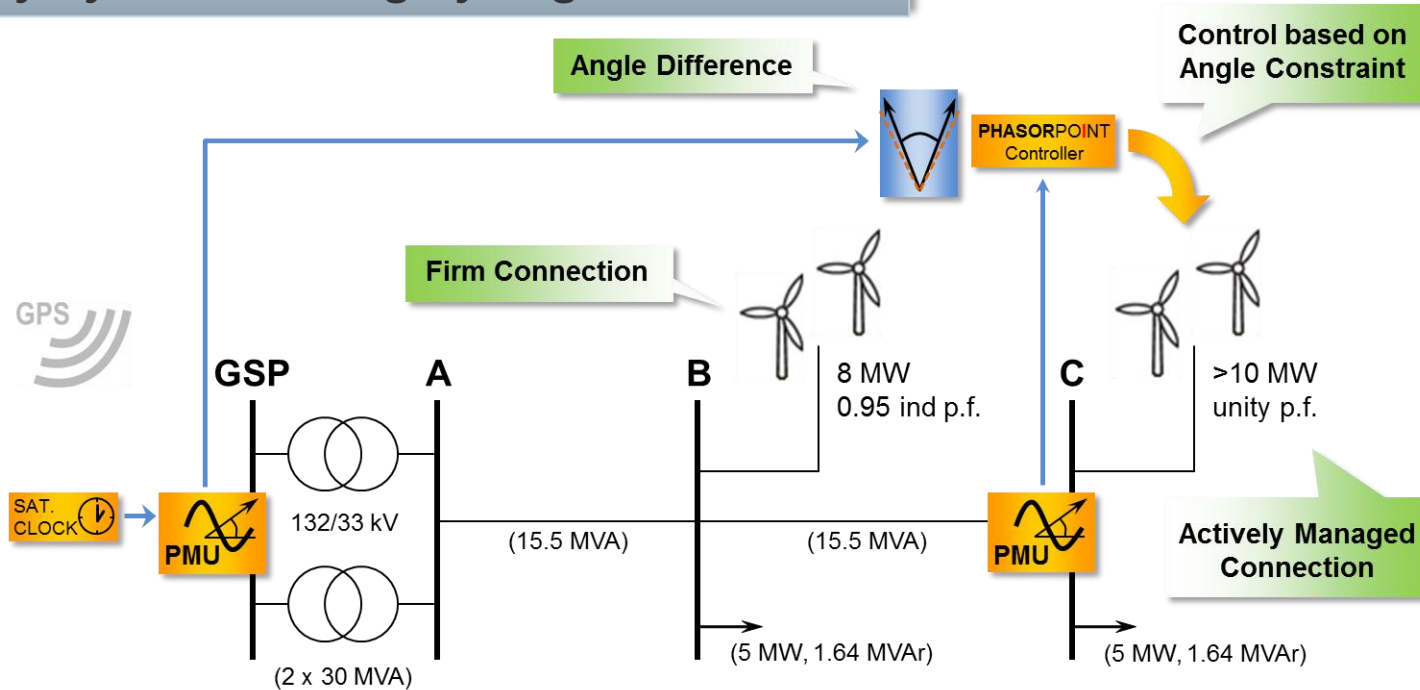 Angle Difference
Control based on
Angle Constraint
PHASORPOINT
Controller
Firm Connection
GPS
GSP
A
B
C
8 MW
0.95 ind p.f.
>10 MW
unity p.f.
SAT.
CLOCK
PMU
132/33 kV
(15.5 MVA)
(15.5 MVA)
PMU
Actively Managed
Connection
(5 MW, 1.64 MVAr)
(5 MW, 1.64 MVAr)
(2 x 30 MVA)